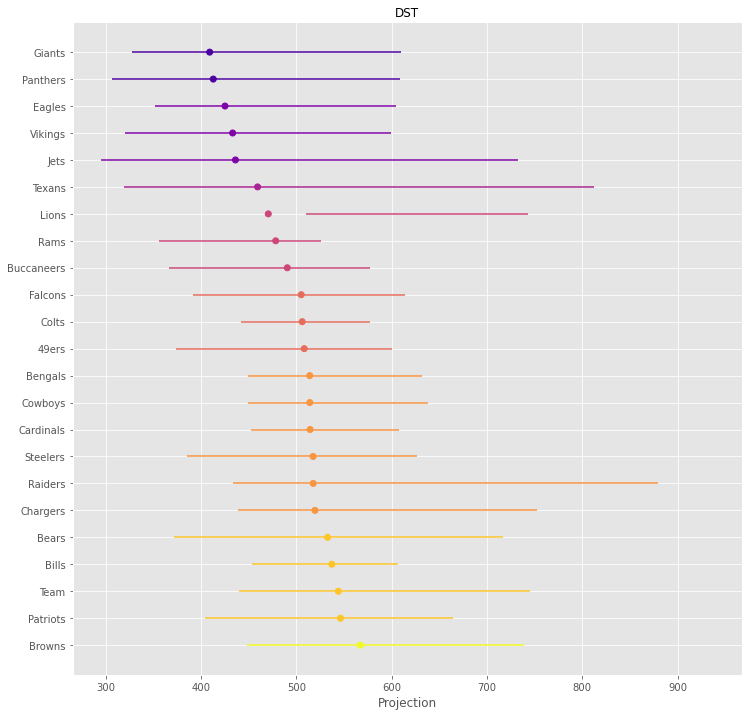 DST
Giants
Panthers
Eagles
Vikings
Jets
Texans
Lions
Rams
Buccaneers
Falcons
Colts
49ers
Bengals
Cowboys
Cardinals
Steelers
Raiders
Chargers
Bears
Bills
Team
Patriots
Browns
300 400 500 600 700 800 900
Projection